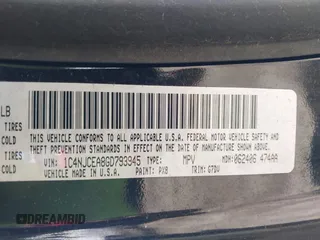 LB
TIRES
COLD
TIRES
COLD
THIS VEHICLE CONFORMS TO ALL APPLICABLE U.S.A. FEDERAL MOTOR VEHICLE SAFETY AND
THEFT PREVENTION STANDARDS IN EFFECT ON THE DATE OF MANUFACTURE SHOWN ABOVE.
VIN: 1C4NJCEA8GD793945 TYPE: MPV MDH: 062406 474AA
VEHICLE MADE IN U.S.A. PAINT: PX8 TRIM: G7DV
DREAMBID